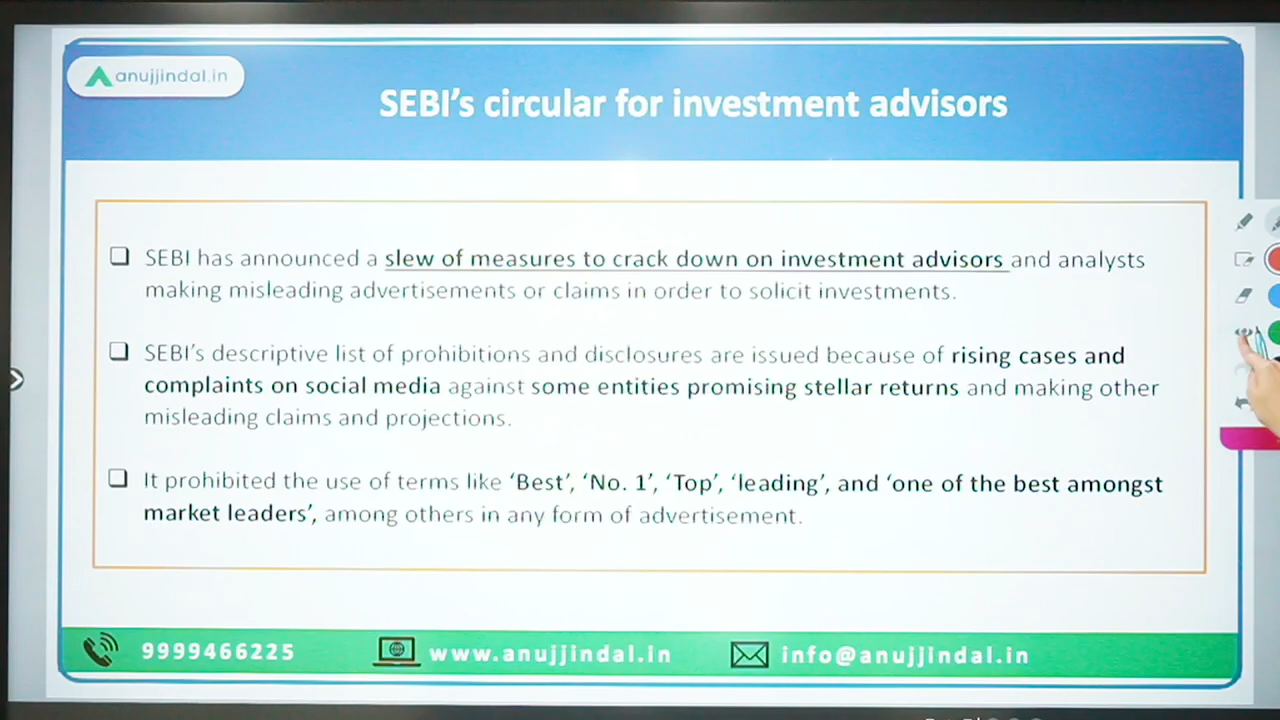 anujjindal.in
SEBI's circular for investment advisors
❑ SEBI has announced a slew of measures to crack down on investment advisors and analysts
making misleading advertisements or claims in order to solicit investments.
❑ SEBI's descriptive list of prohibitions and disclosures are issued because of rising cases and
complaints on social media against some entities promising stellar returns and making other
misleading claims and projections.
❑ It prohibited the use of terms like 'Best', 'No. 1', 'Top', 'leading', and 'one of the best amongst
market leaders', among others in any form of advertisement.
9999466225 www.anujjindal.in info@anujjindal.in